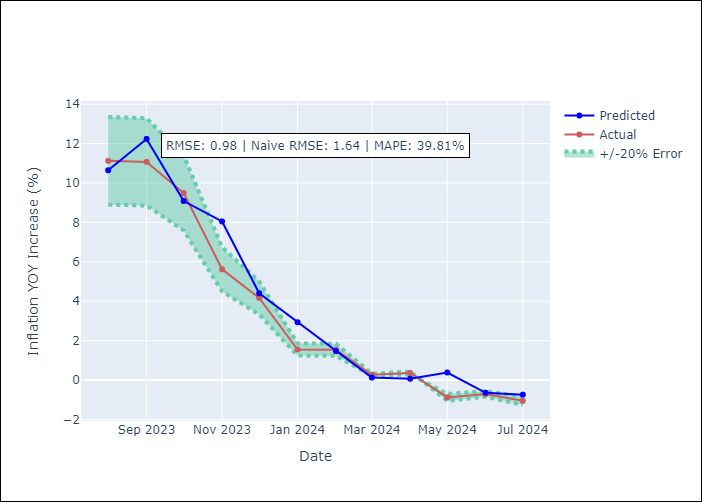 14
12
10
8
6
4
2
0
−2
Inflation YOY Increase (%)
RMSE: 0.98 | Naive RMSE: 1.64 | MAPE: 39.81%
Predicted
Actual
+/-20% Error
Sep 2023 Nov 2023 Jan 2024 Mar 2024 May 2024 Jul 2024
Date